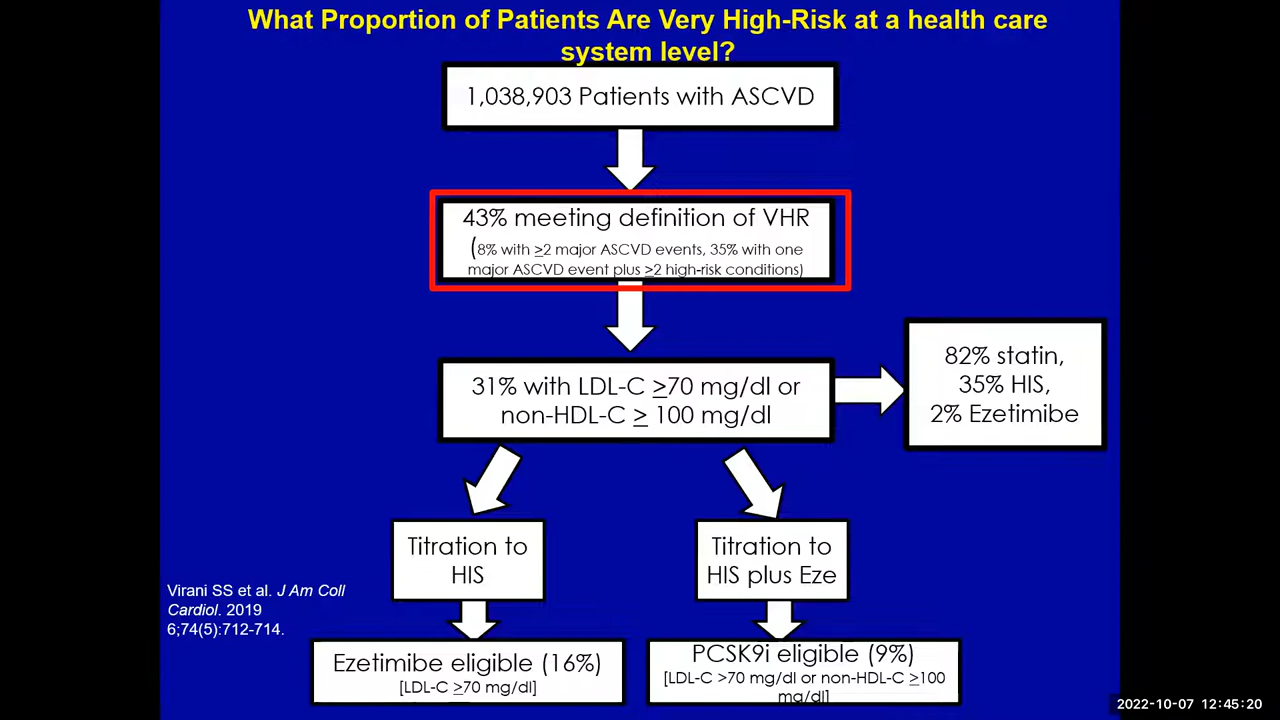 What Proportion of Patients Are Very High-Risk at a health care
system level?
1,038,903 Patients with ASCVD
43% meeting definition of VHR
(8% with ≥2 major ASCVD events, 35% with one
major ASCVD event plus ≥2 high-risk conditions)
31% with LDL-C ≥70 mg/dl or
non-HDL-C ≥ 100 mg/dl
82% statin,
35% HIS,
2% Ezetimibe
Titration to
HIS
Titration to
HIS plus Eze
Virani SS et al. J Am Coll
Cardiol. 2019
6;74(5):712-714.
Ezetimibe eligible (16%)
[LDL-C ≥70 mg/dl]
PCSK9i eligible (9%)
[LDL-C >70 mg/dl or non-HDL-C ≥100
mg/dl]
2022-10-07 12:45:20